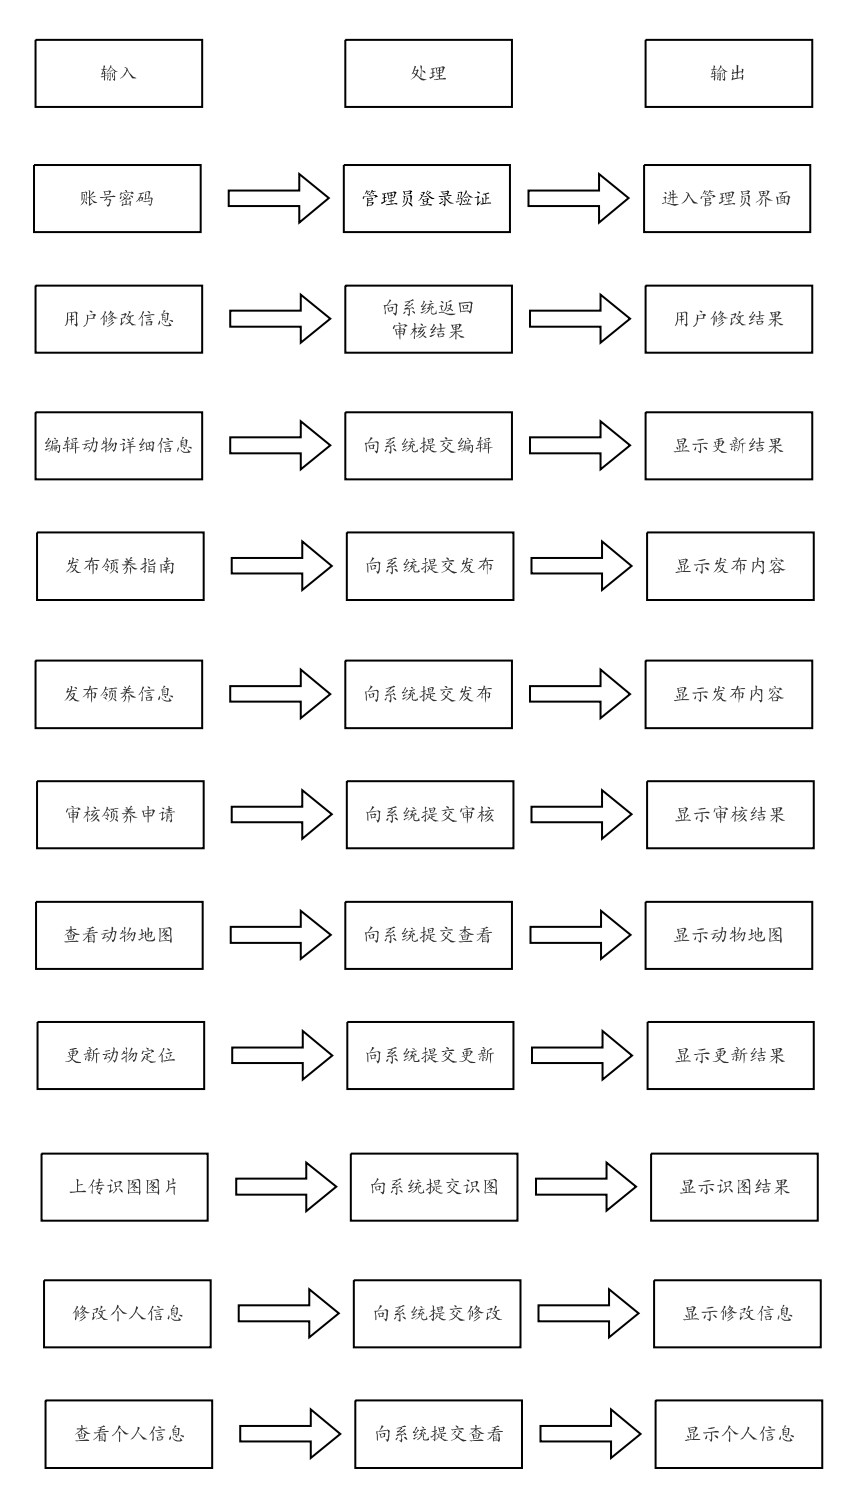 输入
处理
输出
账号密码
管理员登录验证
进入管理员界面
用户修改信息
向系统返回
审核结果
用户修改结果
编辑动物详细信息
向系统提交编辑
显示更新结果
发布领养指南
向系统提交发布
显示发布内容
发布领养信息
向系统提交发布
显示发布内容
审核领养申请
向系统提交审核
显示审核结果
查看动物地图
向系统提交查看
显示动物地图
更新动物定位
向系统提交更新
显示更新结果
上传识图图片
向系统提交识图
显示识图结果
修改个人信息
向系统提交修改
显示修改信息
查看个人信息
向系统提交查看
显示个人信息